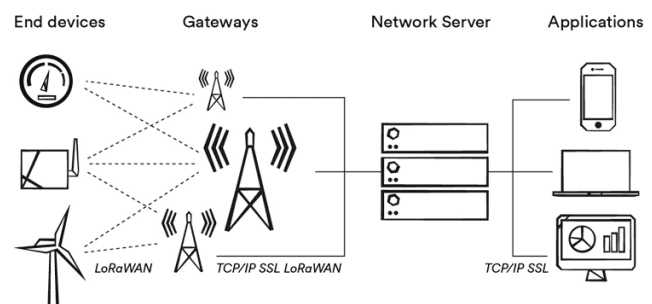 End devices
Gateways
Network Server
Applications
LoRaWAN
TCP/IP SSL LoRaWAN
TCP/IP SSL